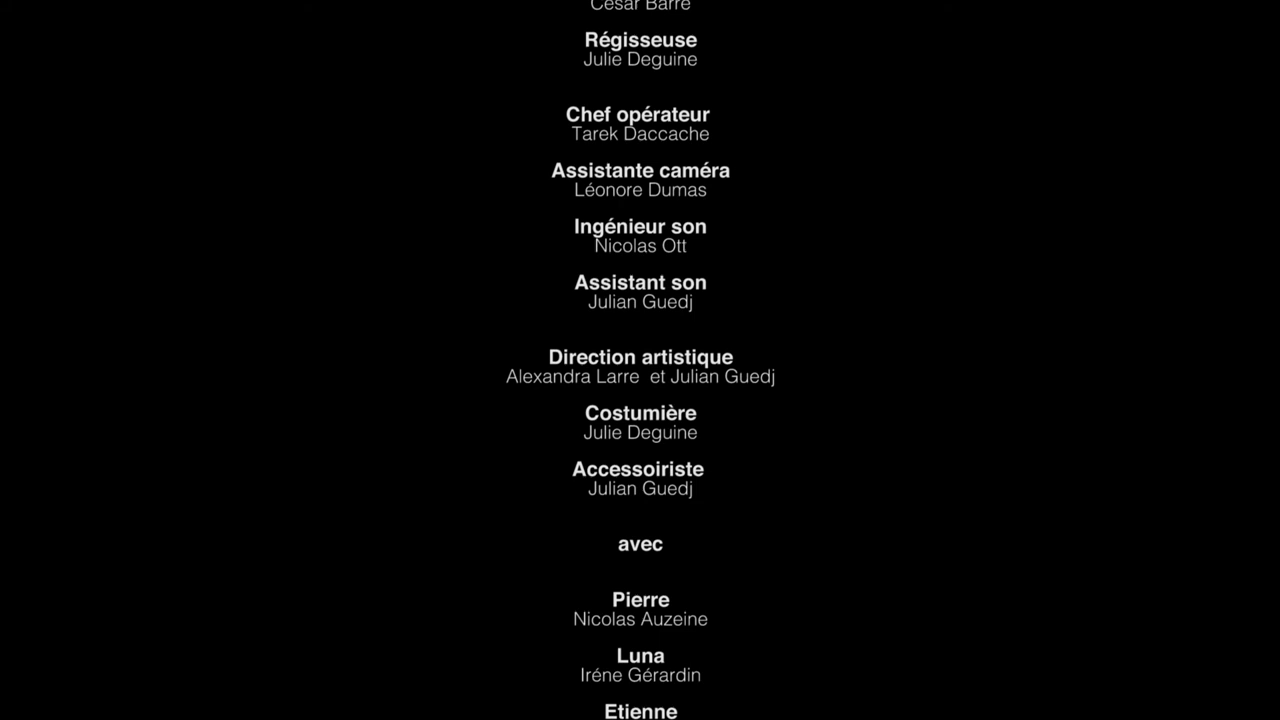 César Barré
Régisseuse
Julie Deguine
Chef opérateur
Tarek Daccache
Assistante caméra
Léonore Dumas
Ingénieur son
Nicolas Ott
Assistant son
Julian Guedj
Direction artistique
Alexandra Larre et Julian Guedj
Costumière
Julie Deguine
Accessoiriste
Julian Guedj
avec
Pierre
Nicolas Auzeine
Luna
Iréne Gérardin
Etienne